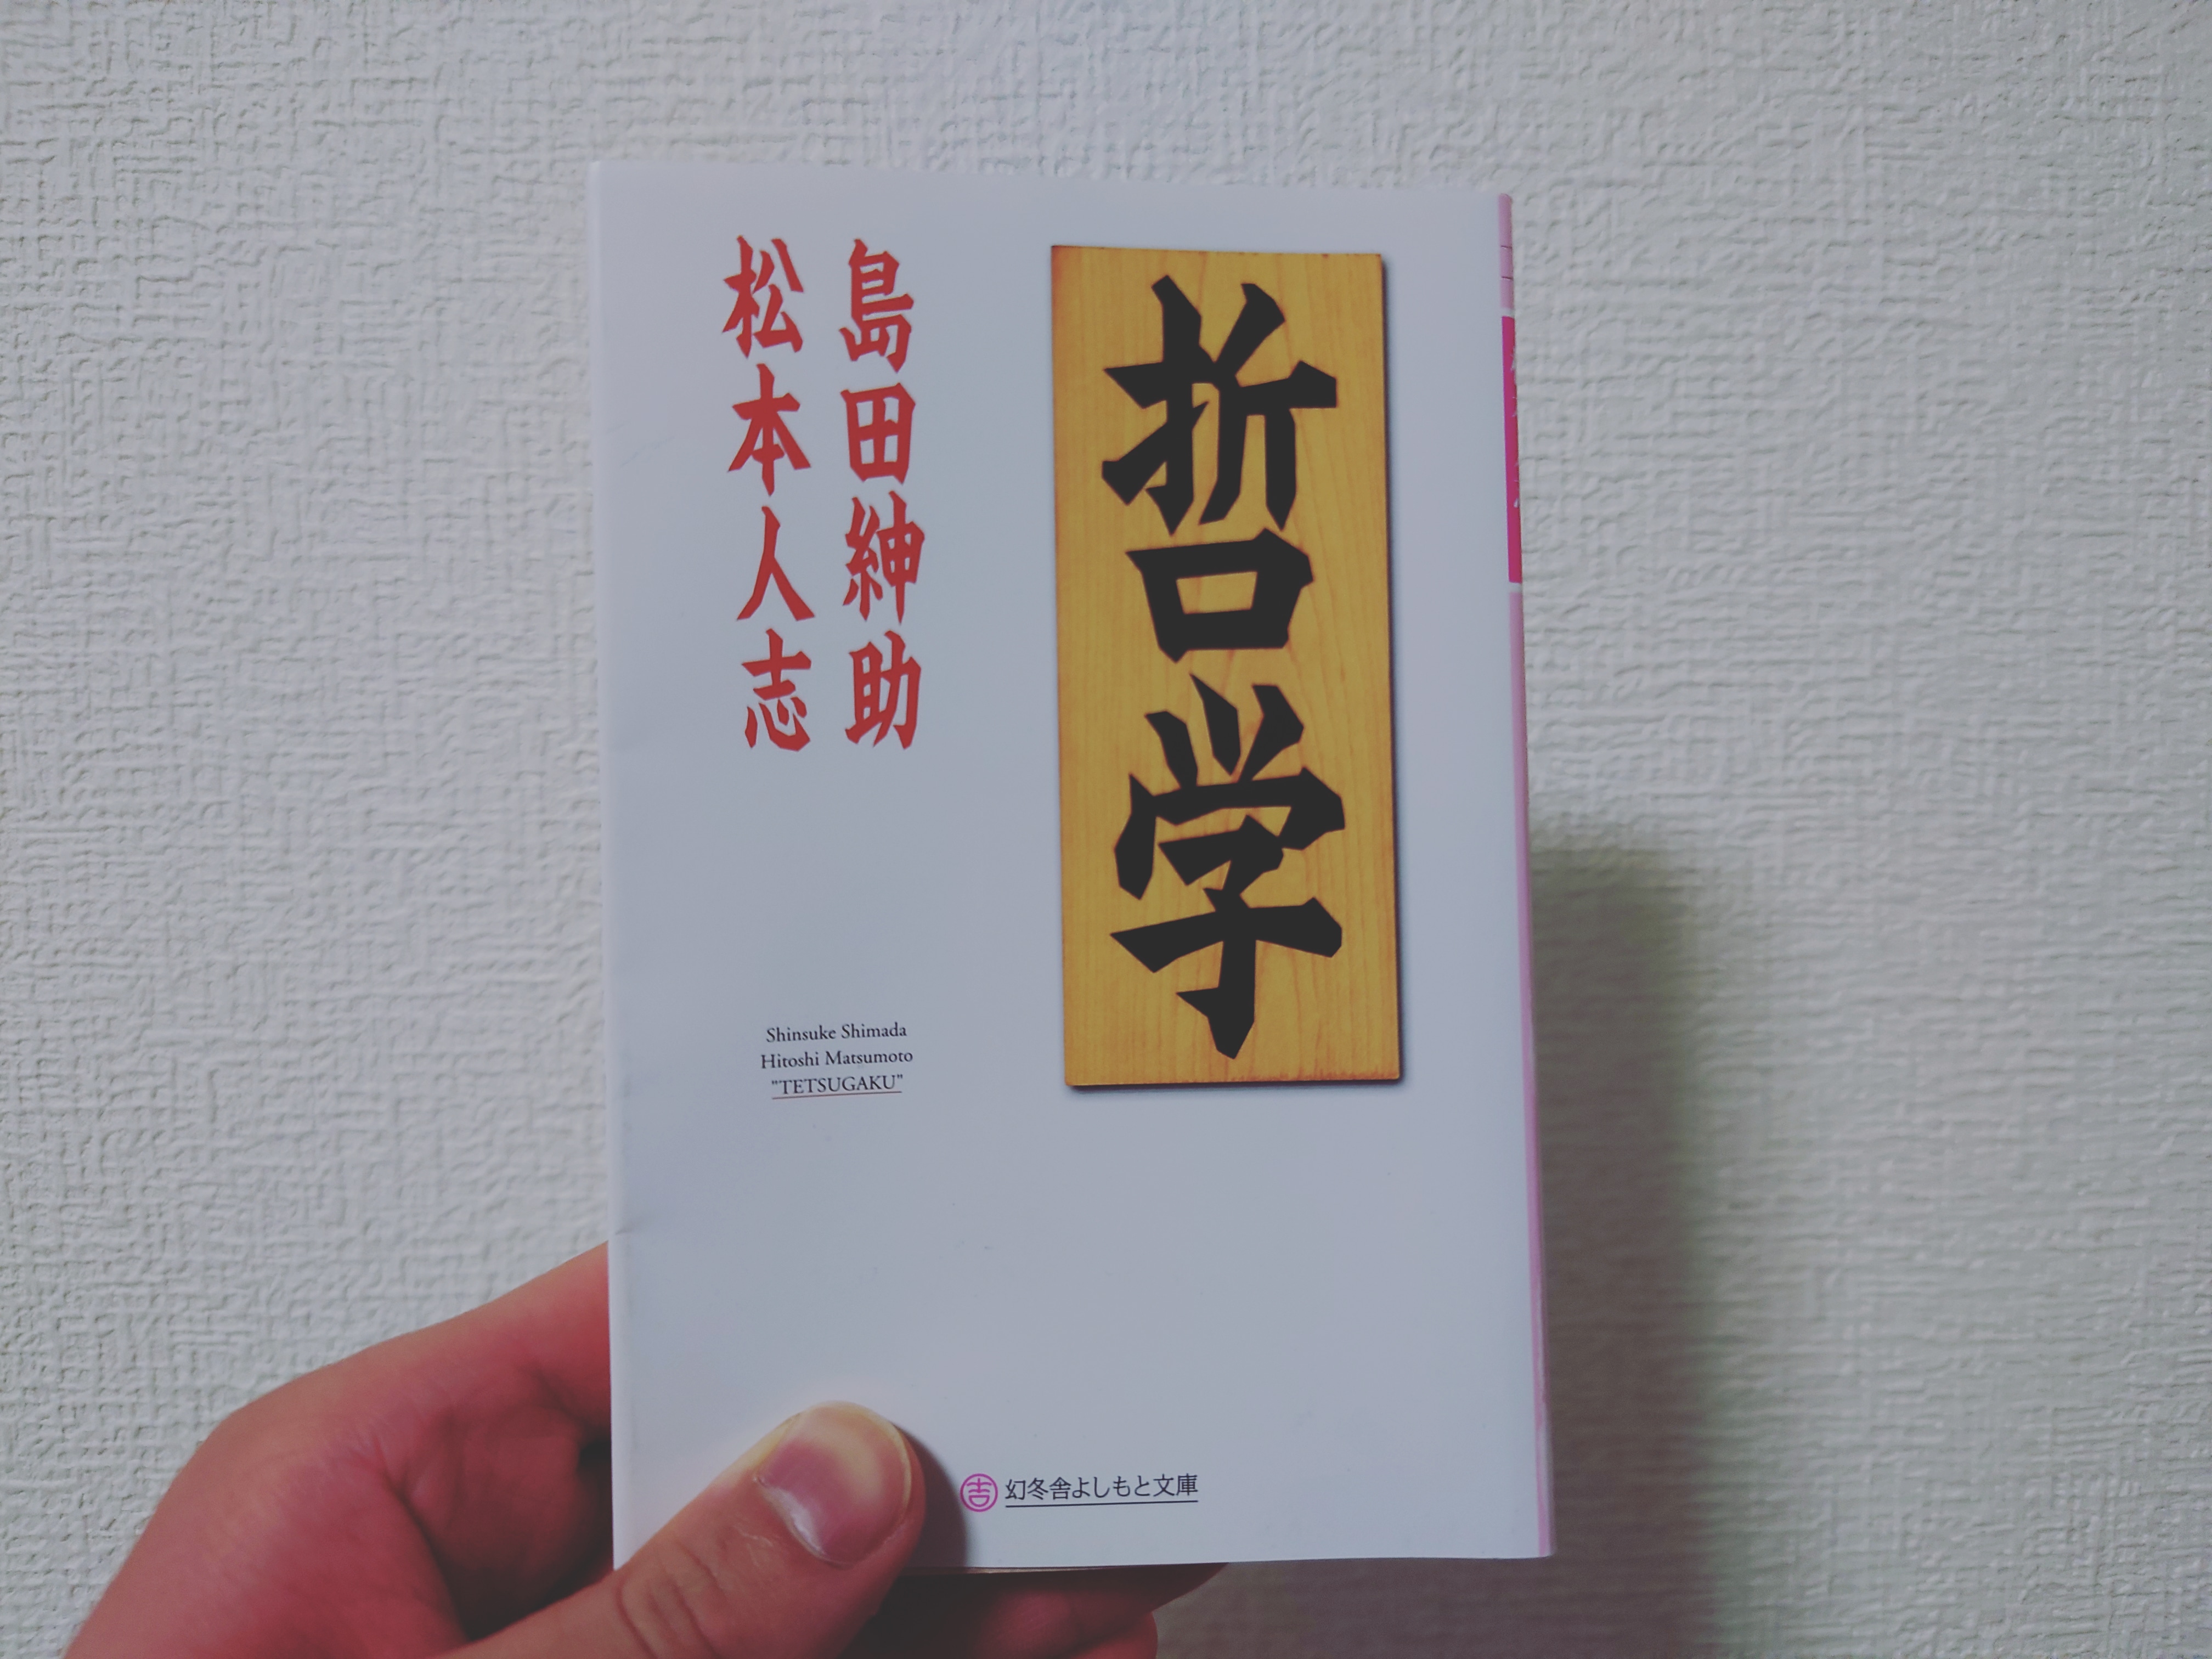 哲学
島田紳助
松本人志
Shinsuke Shimada
Hitoshi Matsumoto
"TETSUGAKU"
幻冬舎よしもと文庫